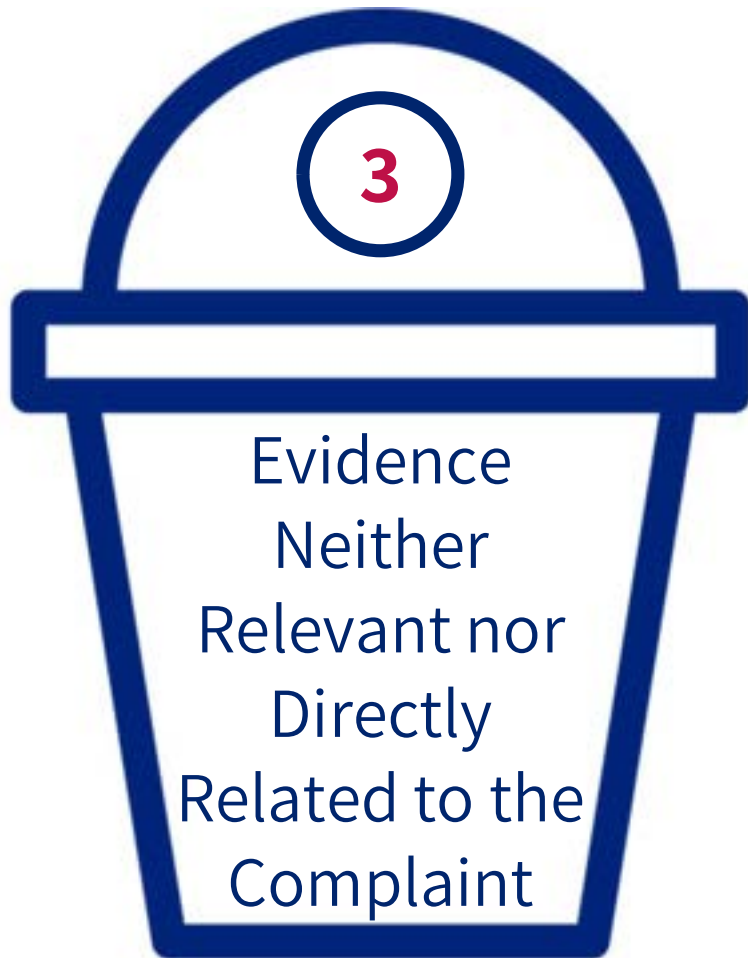 3
Evidence
Neither
Relevant nor
Directly
Related to the
Complaint